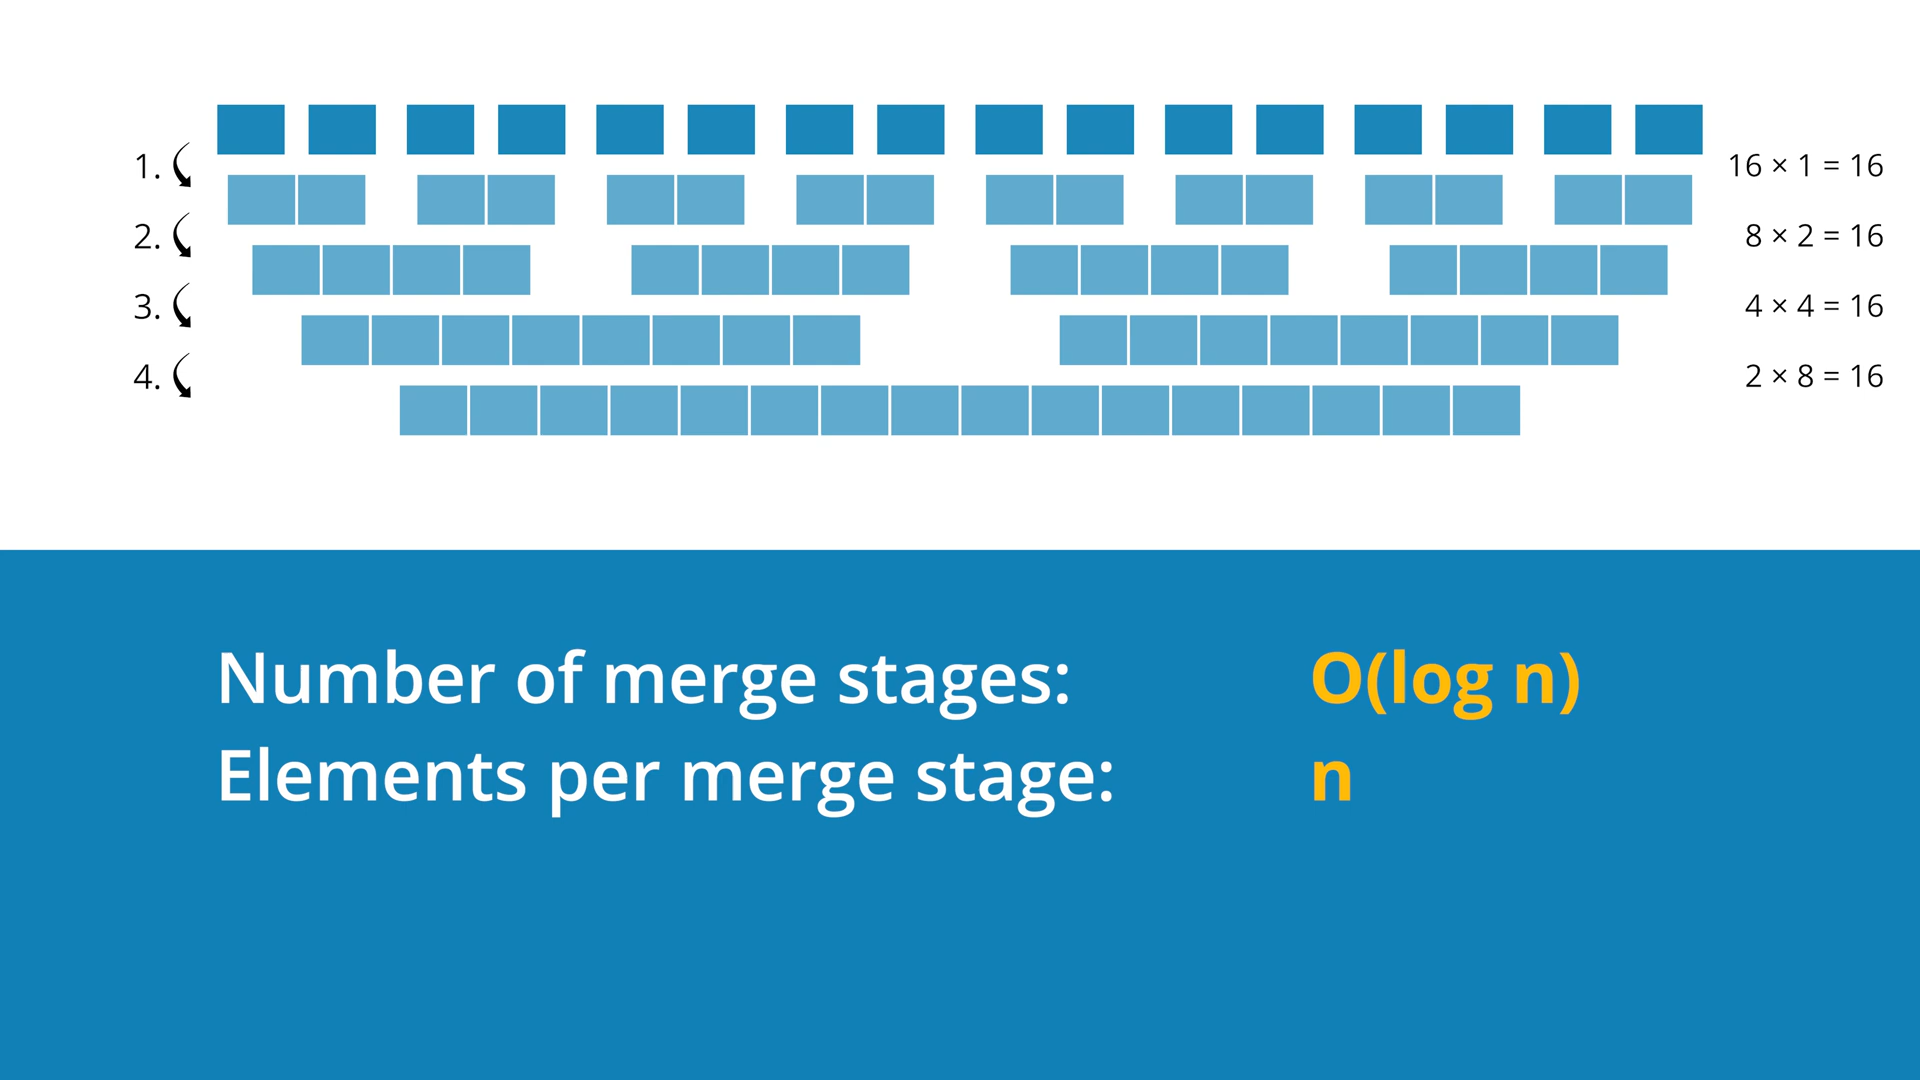 1.
16 × 1 = 16
2.
8 × 2 = 16
3.
4 × 4 = 16
4.
2 × 8 = 16
Number of merge stages: O(log n)
Elements per merge stage: n